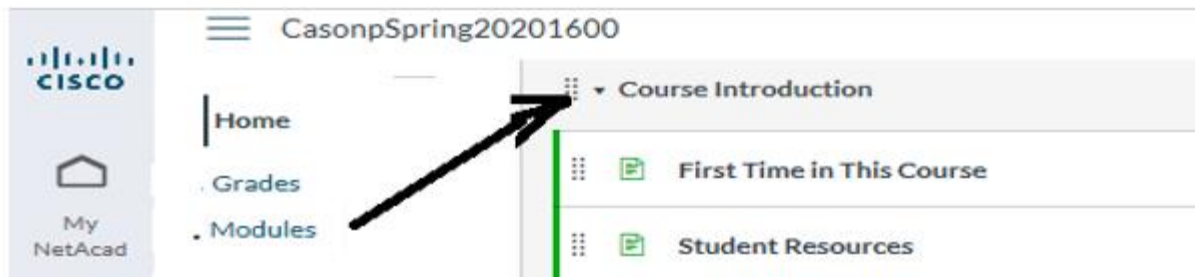 CasonpSpring20201600
CISCO
Home
Grades
Modules
My
NetAcad
Course Introduction
First Time in This Course
Student Resources